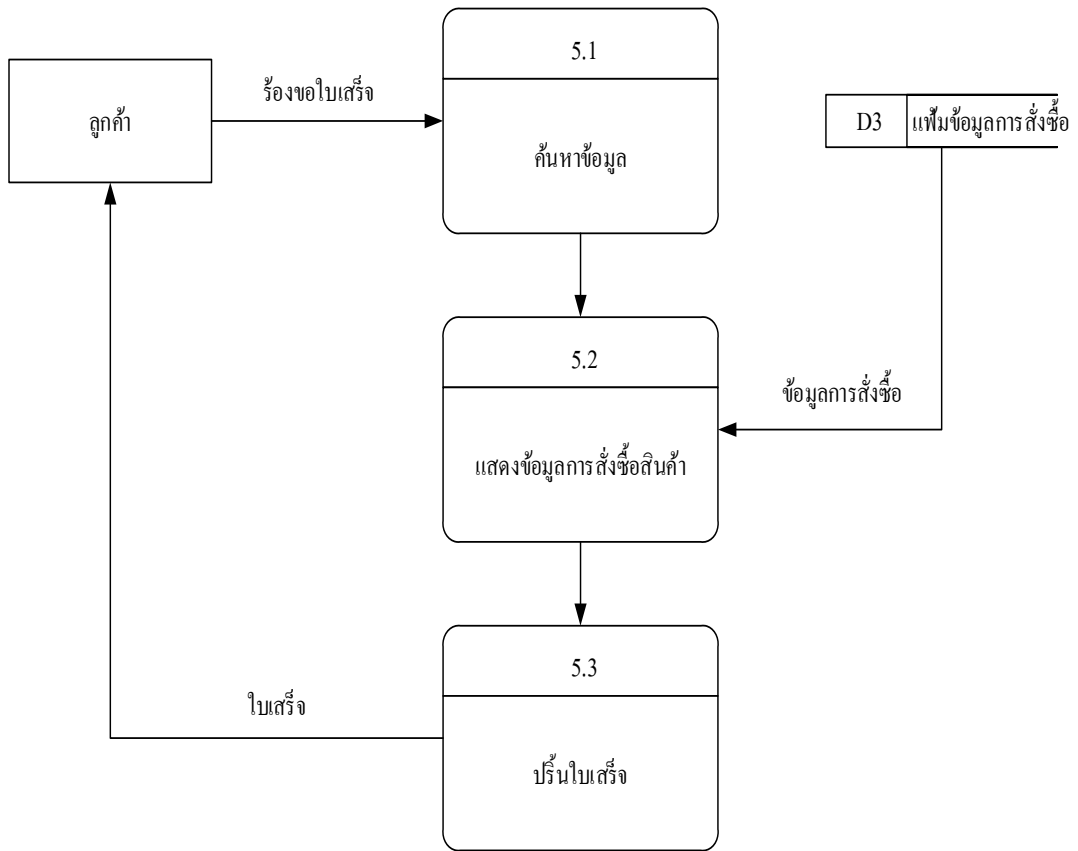 5.1
ร้องขอใบเสร็จ
ลูกค้า
D3 แฟ้มข้อมูลการสั่งซื้อ
ค้นหาข้อมูล
5.2
ข้อมูลการสั่งซื้อ
แสดงข้อมูลการสั่งซื้อสินค้า
5.3
ใบเสร็จ
ปริ้นใบเสร็จ